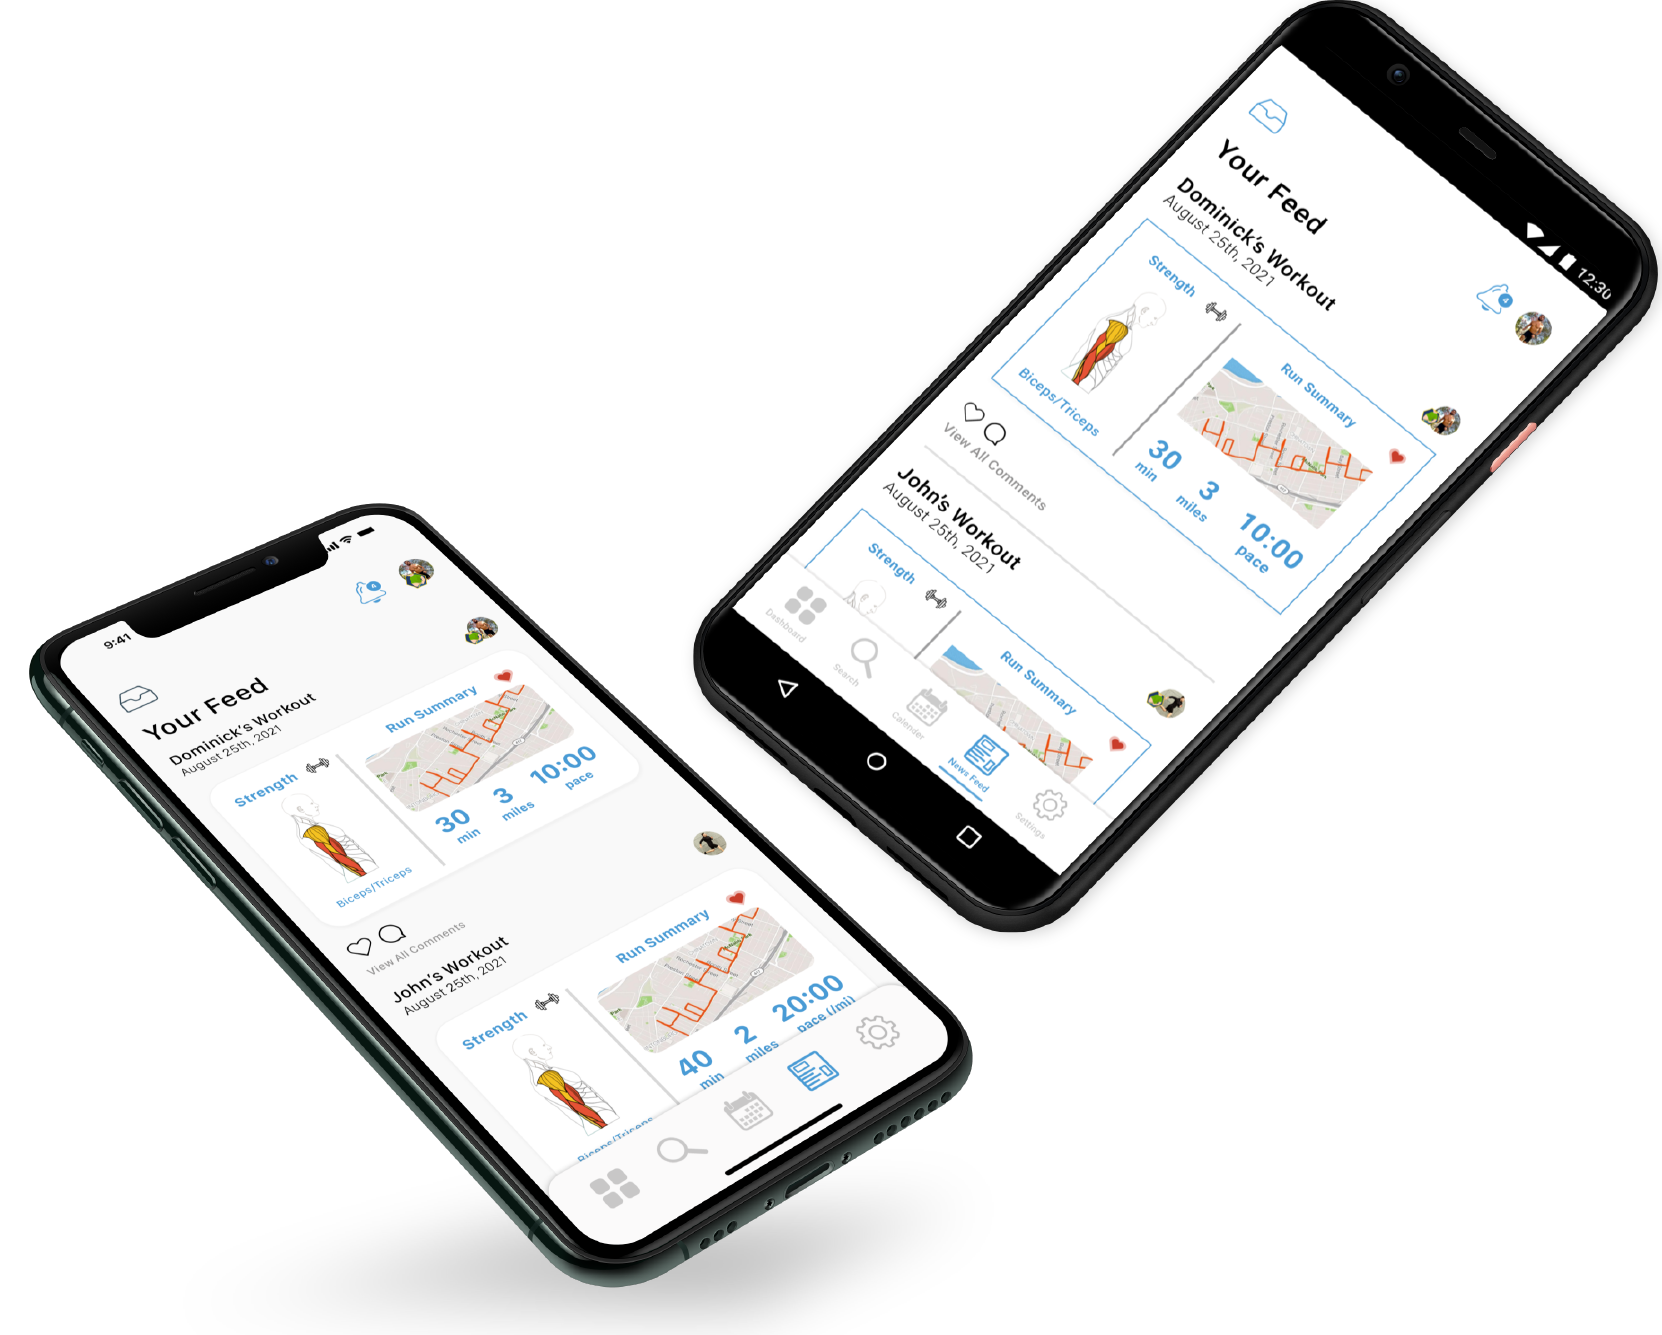 9:41
4
Your Feed
Dominick's Workout
August 25th, 2021
Strength
Run Summary
Biceps/Triceps
30
min
3
miles
10:00
pace
View All Comments
John's Workout
August 25th, 2021
Strength
Run Summary
40
min
2
miles
20:00
pace (/mi)
Biceps/Triceps
12:30
4
Your Feed
Dominick's Workout
August 25th, 2021
Strength
Run Summary
Biceps/Triceps
30
min
3
miles
10:00
pace
View All Comments
John's Workout
August 25th, 2021
Strength
Run Summary
Dashboard
Search
Calender
News Feed
Settings